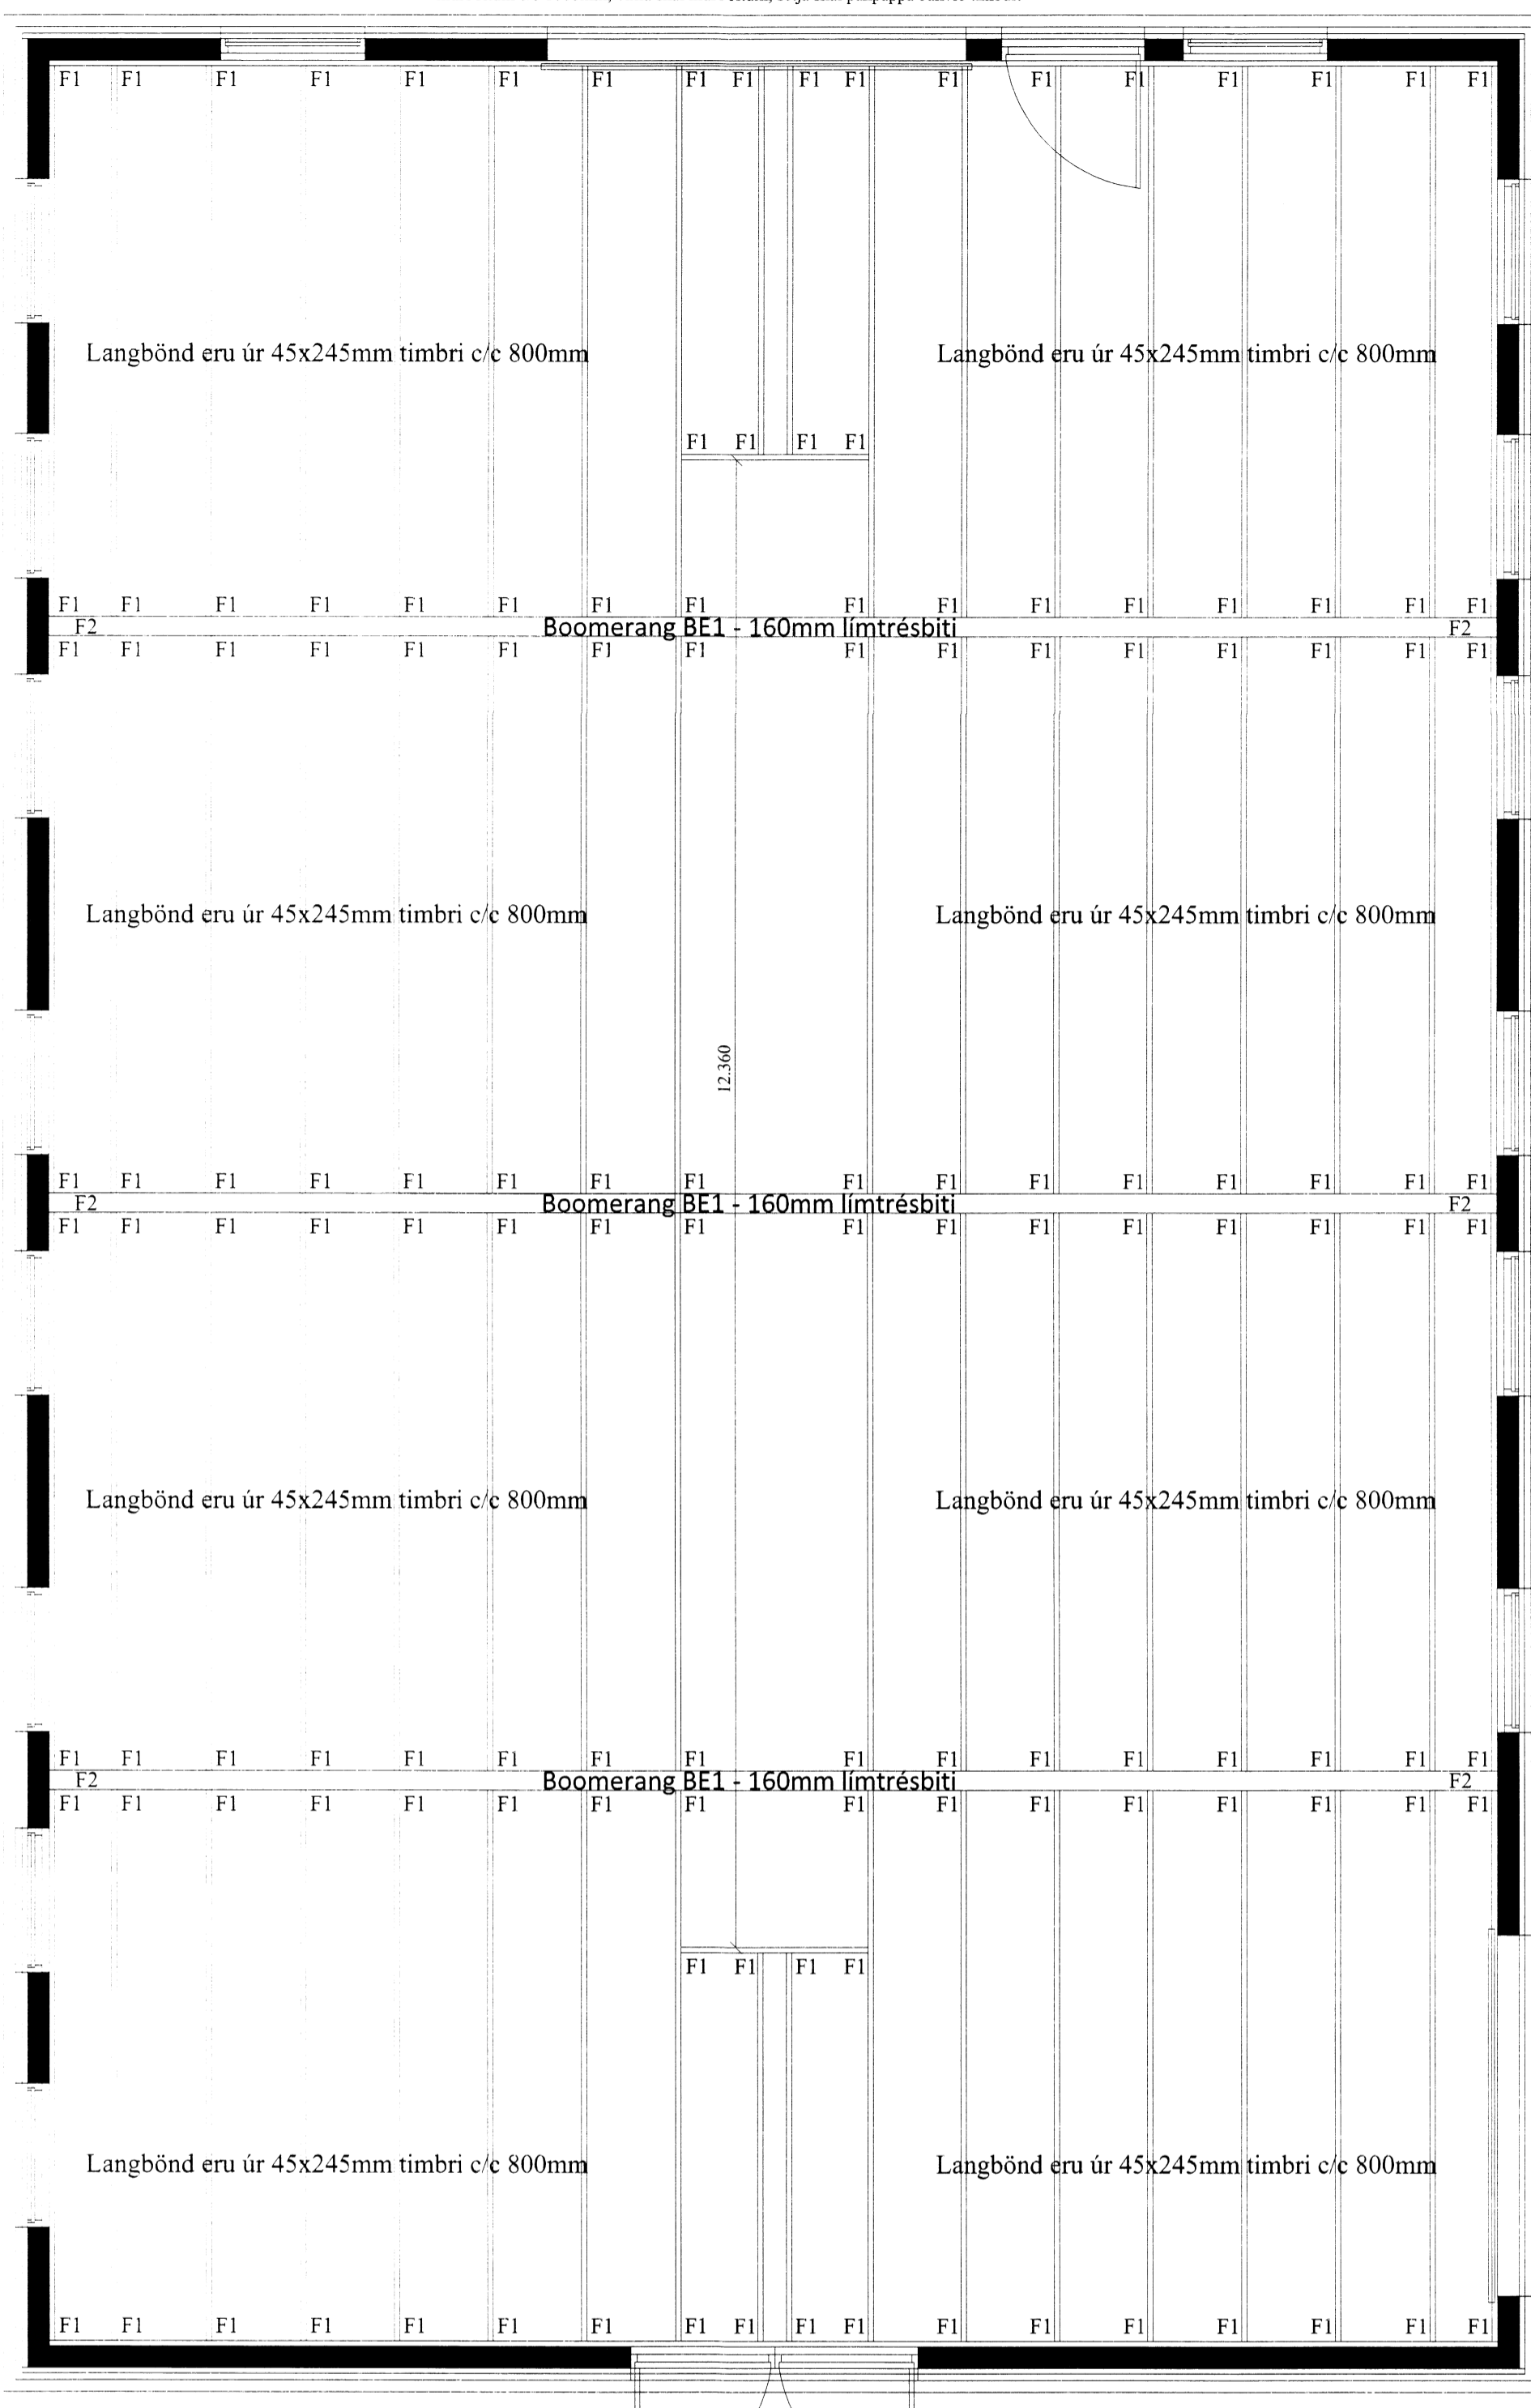 F1 F1 F1 F1 F1 F1 F1 F1 F1 F1 F1 F1 F1 F1 F1 F1 F1 F1
Langbönd eru úr 45x245mm timbri c/c 800mm
Langbönd eru úr 45x245mm timbri c/c 800mm
F1 F1 F1 F1
F1 F1 F1 F1 F1 F1 F1 F1 F1 F1 F1 F1 F1 F1 F1 F1
F2 Boomerang BE1 - 160mm límtrésbiti F2
F1 F1 F1 F1 F1 F1 F1 F1 F1 F1 F1 F1 F1 F1 F1 F1
Langbönd eru úr 45x245mm timbri c/c 800mm
Langbönd eru úr 45x245mm timbri c/c 800mm
12.360
F1 F1 F1 F1 F1 F1 F1 F1 F1 F1 F1 F1 F1 F1 F1 F1
F2 Boomerang BE1 - 160mm límtrésbiti F2
F1 F1 F1 F1 F1 F1 F1 F1 F1 F1 F1 F1 F1 F1 F1 F1
Langbönd eru úr 45x245mm timbri c/c 800mm
Langbönd eru úr 45x245mm timbri c/c 800mm
F1 F1 F1 F1 F1 F1 F1 F1 F1 F1 F1 F1 F1 F1 F1 F1
F2 Boomerang BE1 - 160mm límtrésbiti F2
F1 F1 F1 F1 F1 F1 F1 F1 F1 F1 F1 F1 F1 F1 F1 F1
F1 F1 F1 F1
Langbönd eru úr 45x245mm timbri c/c 800mm
Langbönd eru úr 45x245mm timbri c/c 800mm
F1 F1 F1 F1 F1 F1 F1 F1 F1 F1 F1 F1 F1 F1 F1 F1 F1 F1